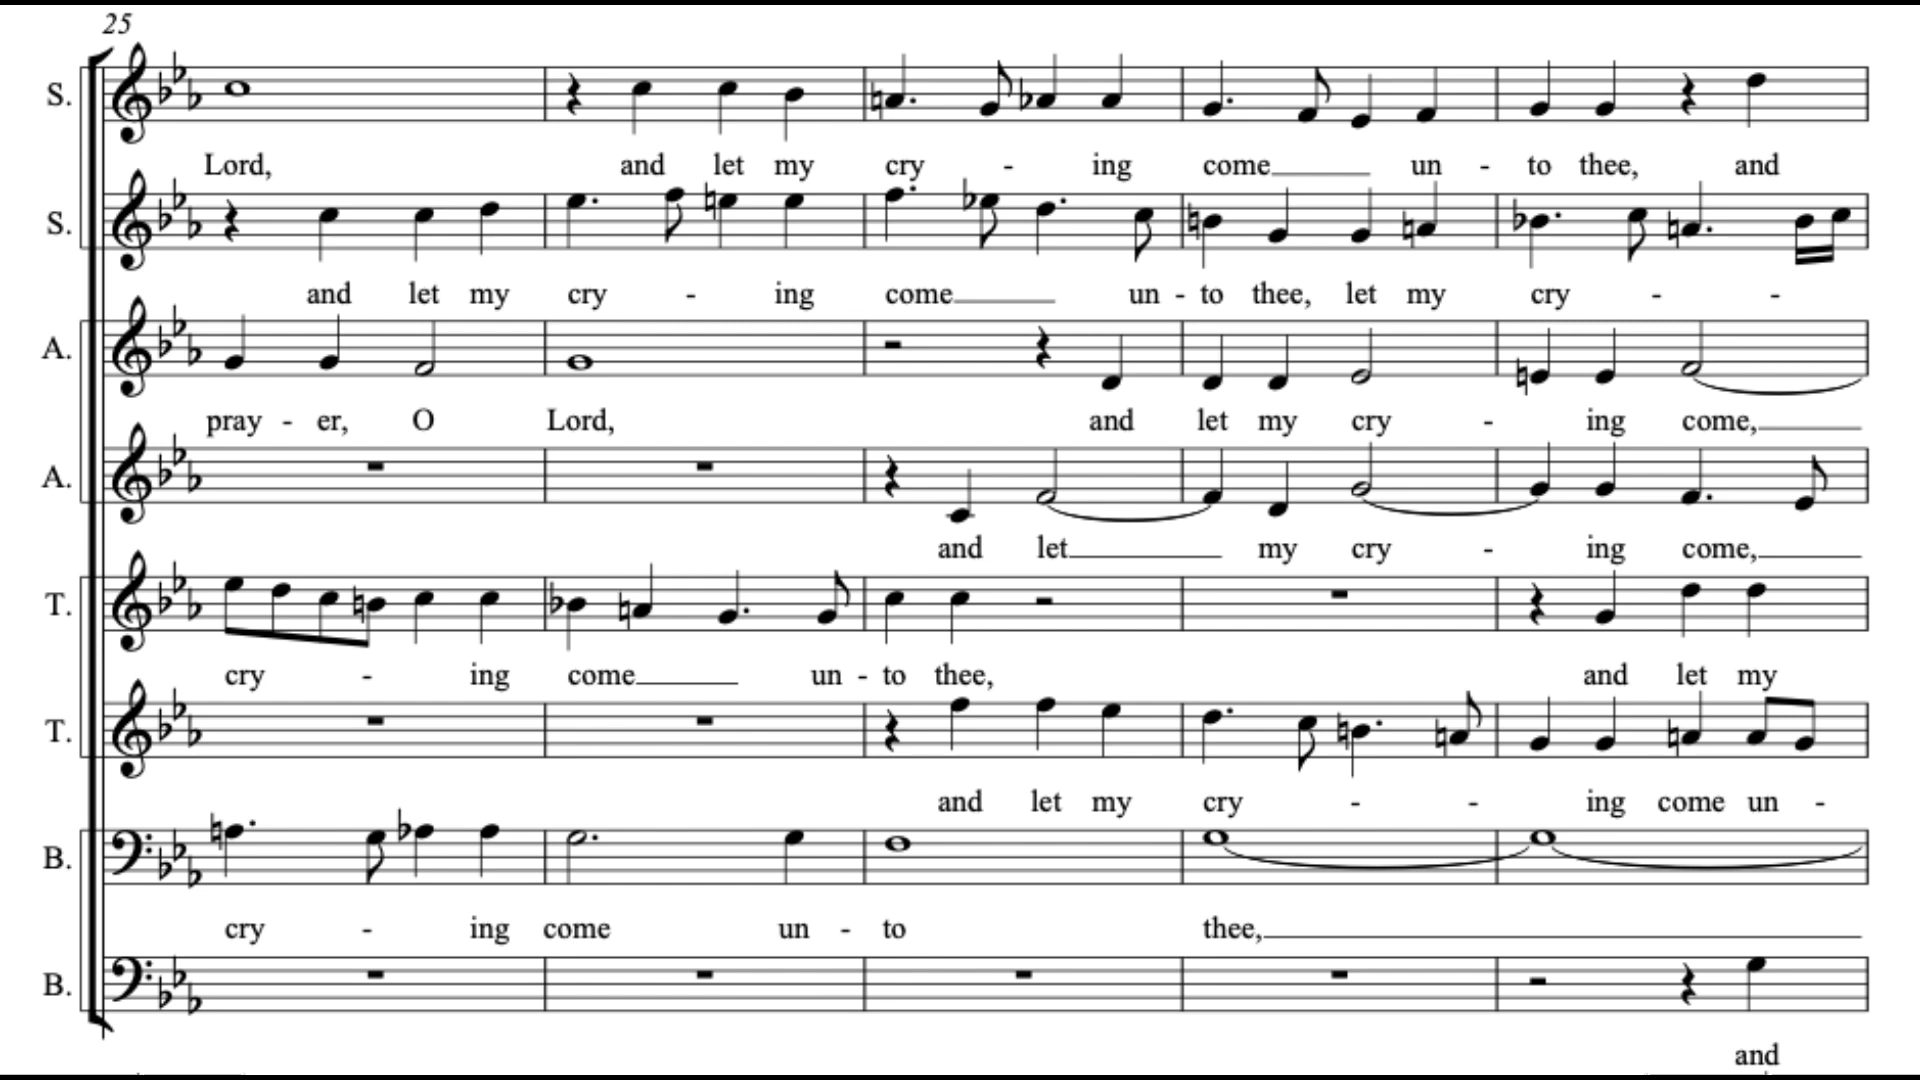 25
S.
Lord, and let my cry - ing come un - to thee, and
S.
and let my cry - ing come un - to thee, let my cry - -
A.
pray - er, O Lord, and let my cry - ing come,
A.
and let my cry - ing come,
T.
cry - ing come un - to thee, and let my
T.
and let my cry - - ing come un -
B.
cry - ing come un - to thee,
B.
and